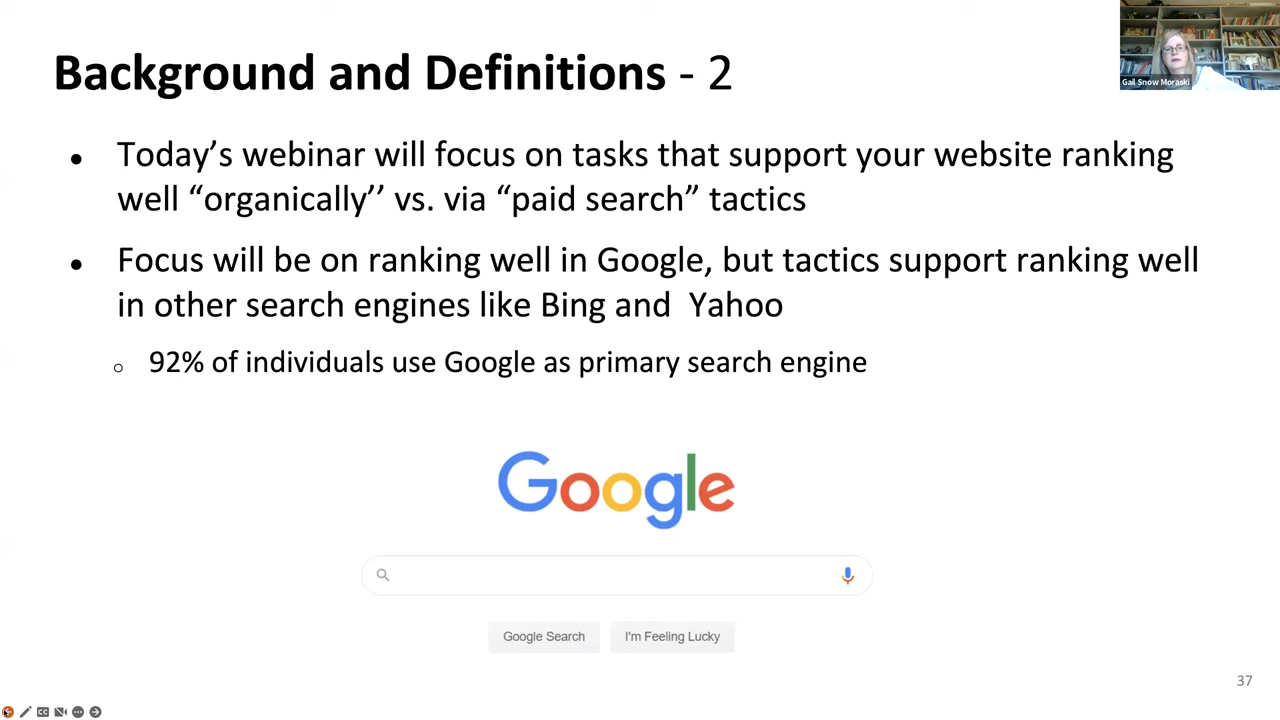 Background and Definitions - 2
Gail Snow Moraski
● Today’s webinar will focus on tasks that support your website ranking
well “organically’’ vs. via “paid search” tactics
● Focus will be on ranking well in Google, but tactics support ranking well
in other search engines like Bing and  Yahoo
○ 92% of individuals use Google as primary search engine
Google
Google Search
I'm Feeling Lucky
37
CC